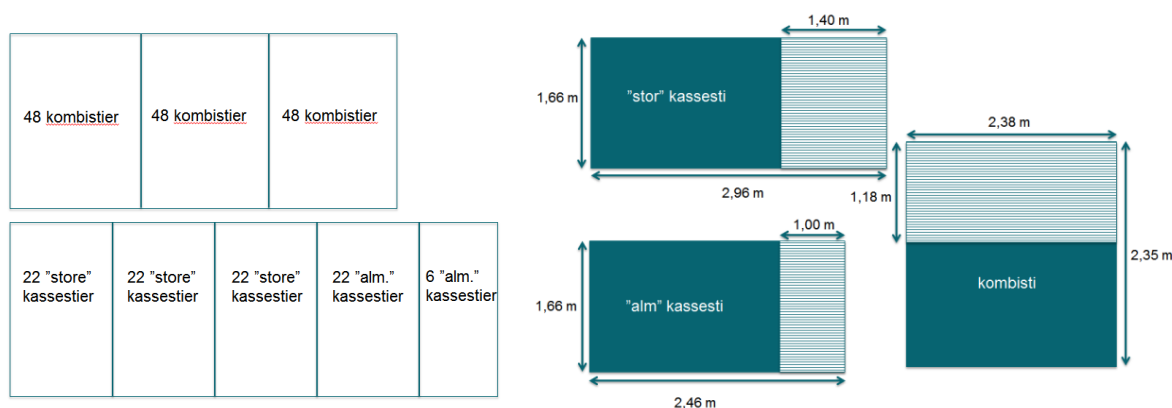 48 kombistier
48 kombistier
48 kombistier
22 ”store”
kassestier
22 ”store”
kassestier
22 ”store”
kassestier
22 ”alm.”
kassestier
6 ”alm.”
kassestier
1,40 m
1,66 m
”stor” kassesti
2,96 m
1,00 m
1,66 m
”alm” kassesti
2,46 m
2,38 m
1,18 m
2,35 m
kombisti